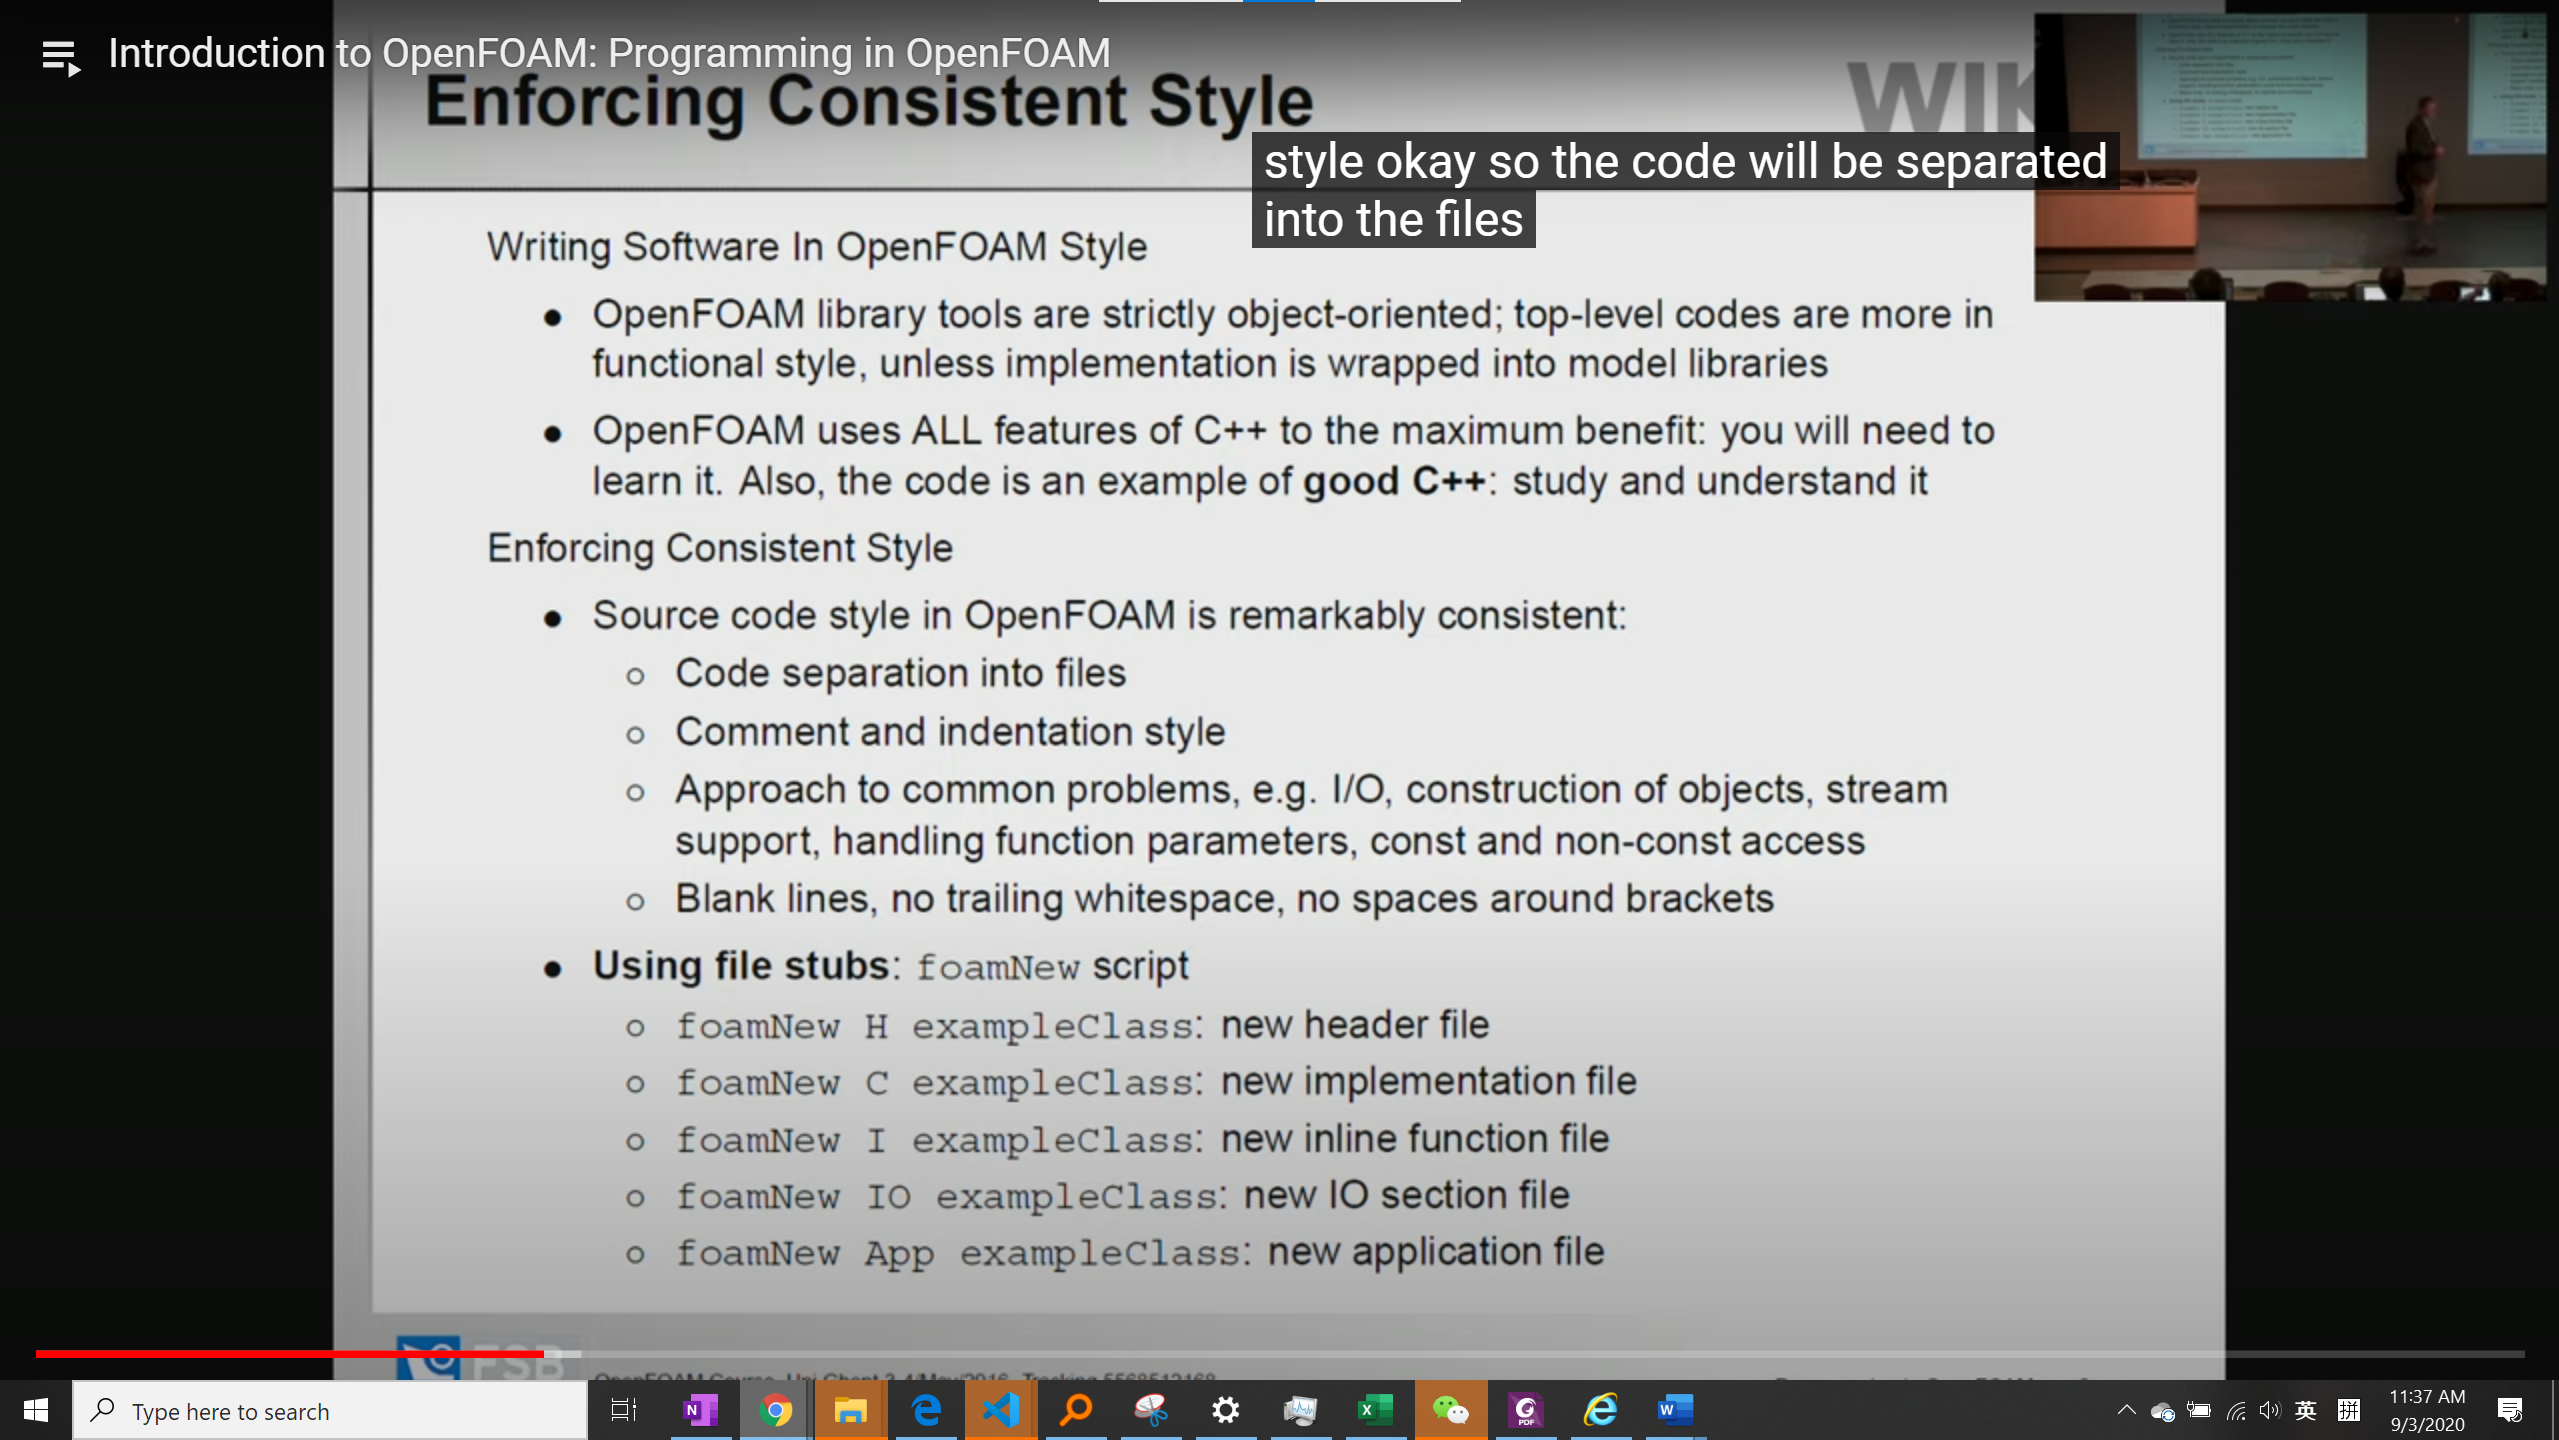 Introduction to OpenFOAM: Programming in OpenFOAM
Enforcing Consistent Style
WIK
style okay so the code will be separated
into the files
Writing Software In OpenFOAM Style
● OpenFOAM library tools are strictly object-oriented; top-level codes are more in
functional style, unless implementation is wrapped into model libraries
● OpenFOAM uses ALL features of C++ to the maximum benefit: you will need to
learn it. Also, the code is an example of good C++: study and understand it
Enforcing Consistent Style
● Source code style in OpenFOAM is remarkably consistent:
○ Code separation into files
○ Comment and indentation style
○ Approach to common problems, e.g. I/O, construction of objects, stream
support, handling function parameters, const and non-const access
○ Blank lines, no trailing whitespace, no spaces around brackets
● Using file stubs: foamNew script
○ foamNew H exampleClass: new header file
○ foamNew C exampleClass: new implementation file
○ foamNew I exampleClass: new inline function file
○ foamNew IO exampleClass: new IO section file
○ foamNew App exampleClass: new application file
FSB
Type here to search
英
拼
11:37 AM
9/3/2020